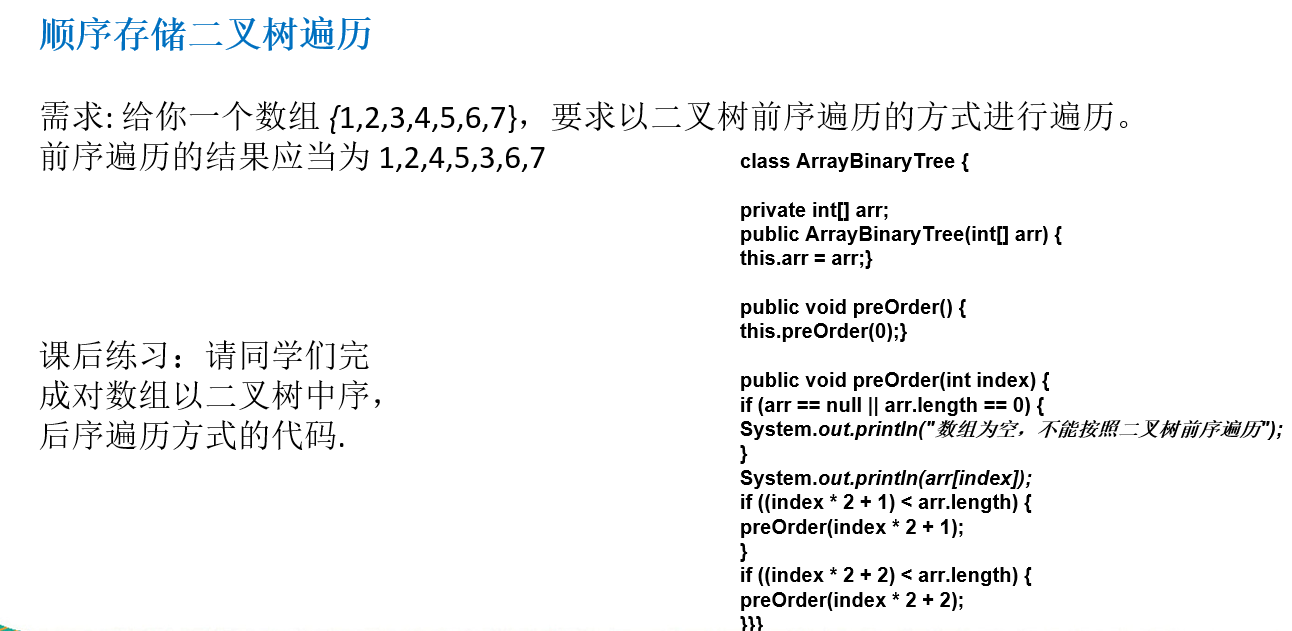 顺序存储二叉树遍历
需求: 给你一个数组 {1,2,3,4,5,6,7}，要求以二叉树前序遍历的方式进行遍历。
前序遍历的结果应当为 1,2,4,5,3,6,7
课后练习：请同学们完
成对数组以二叉树中序，
后序遍历方式的代码.
class ArrayBinaryTree {
private int[] arr;
public ArrayBinaryTree(int[] arr) {
this.arr = arr;}
public void preOrder() {
this.preOrder(0);}
public void preOrder(int index) {
if (arr == null || arr.length == 0) {
System.out.println("数组为空，不能按照二叉树前序遍历");
}
System.out.println(arr[index]);
if ((index * 2 + 1) < arr.length) {
preOrder(index * 2 + 1);
}
if ((index * 2 + 2) < arr.length) {
preOrder(index * 2 + 2);
}}}